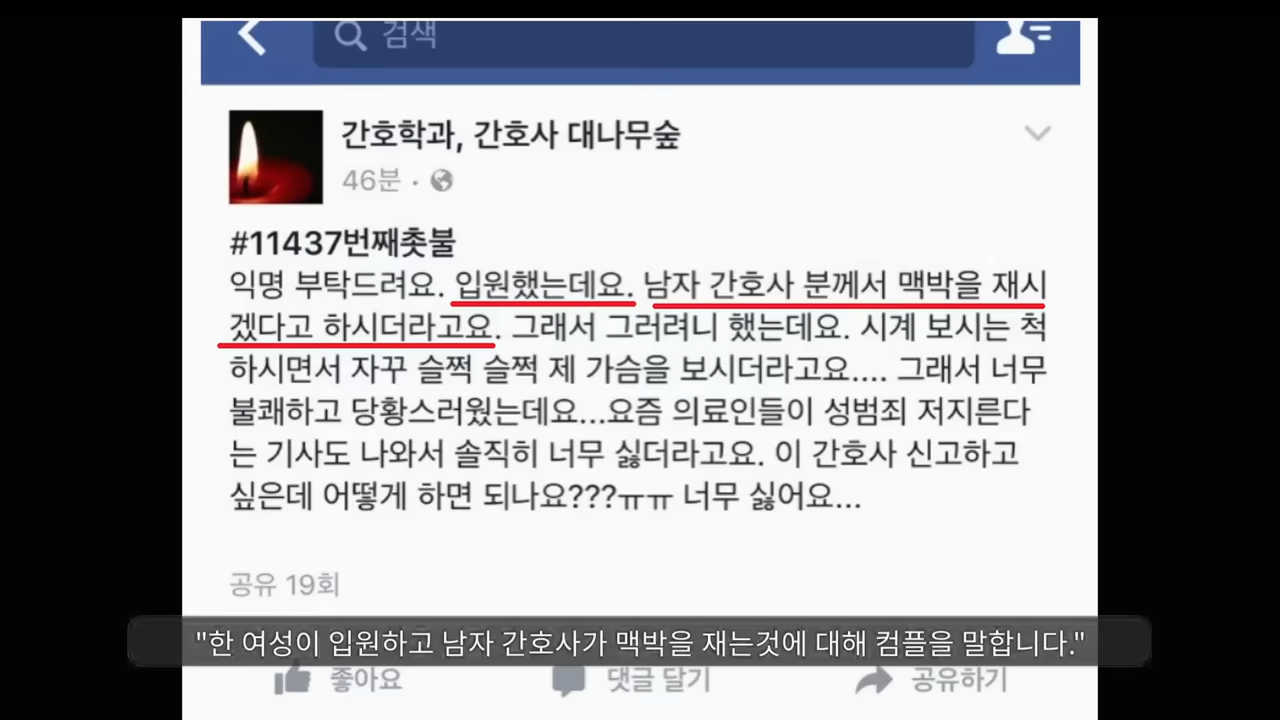 검색
간호학과, 간호사 대나무숲
46분 ·
#11437번째촛불
익명 부탁드려요. 입원했는데요. 남자 간호사 분께서 맥박을 재시
겠다고 하시더라고요. 그래서 그러려니 했는데요. 시계 보시는 척
하시면서 자꾸 슬쩍 슬쩍 제 가슴을 보시더라고요.... 그래서 너무
불쾌하고 당황스러웠는데요...요즘 의료인들이 성범죄 저지른다
는 기사도 나와서 솔직히 너무 싫더라고요. 이 간호사 신고하고
싶은데 어떻게 하면 되나요???ㅠㅠ 너무 싫어요...
공유 19회
"한 여성이 입원하고 남자 간호사가 맥박을 재는것에 대해 컴플을 말합니다."
좋아요 댓글 달기 공유하기